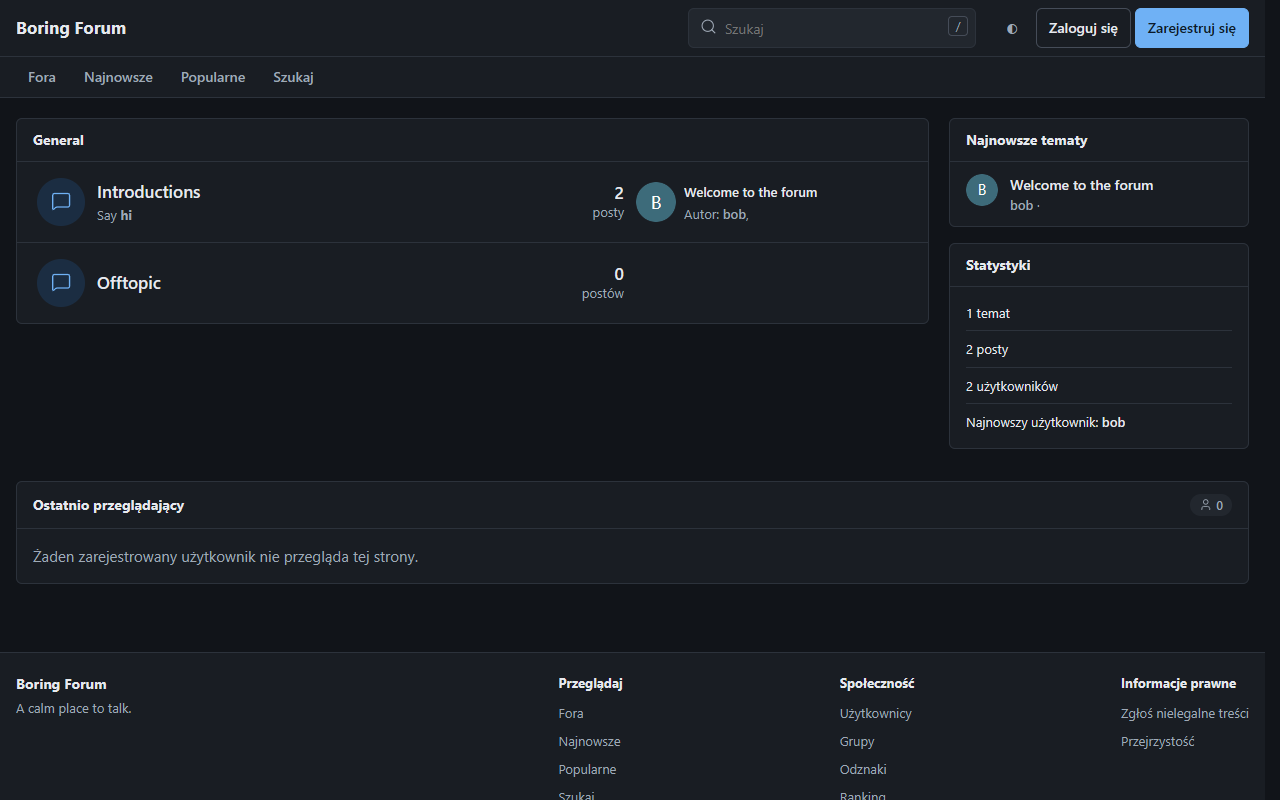 Boring Forum
Szukaj
/
Zaloguj się
Zarejestruj się
Fora
Najnowsze
Popularne
Szukaj
General
Introductions
Say hi
2
posty
B
Welcome to the forum
Autor: bob,
Offtopic
0
postów
Najnowsze tematy
B
Welcome to the forum
bob ·
Statystyki
1 temat
2 posty
2 użytkowników
Najnowszy użytkownik: bob
Ostatnio przeglądający
0
Żaden zarejestrowany użytkownik nie przegląda tej strony.
Boring Forum
A calm place to talk.
Przeglądaj
Fora
Najnowsze
Popularne
Szukaj
Społeczność
Użytkownicy
Grupy
Odznaki
Ranking
Informacje prawne
Zgłoś nielegalne treści
Przejrzystość